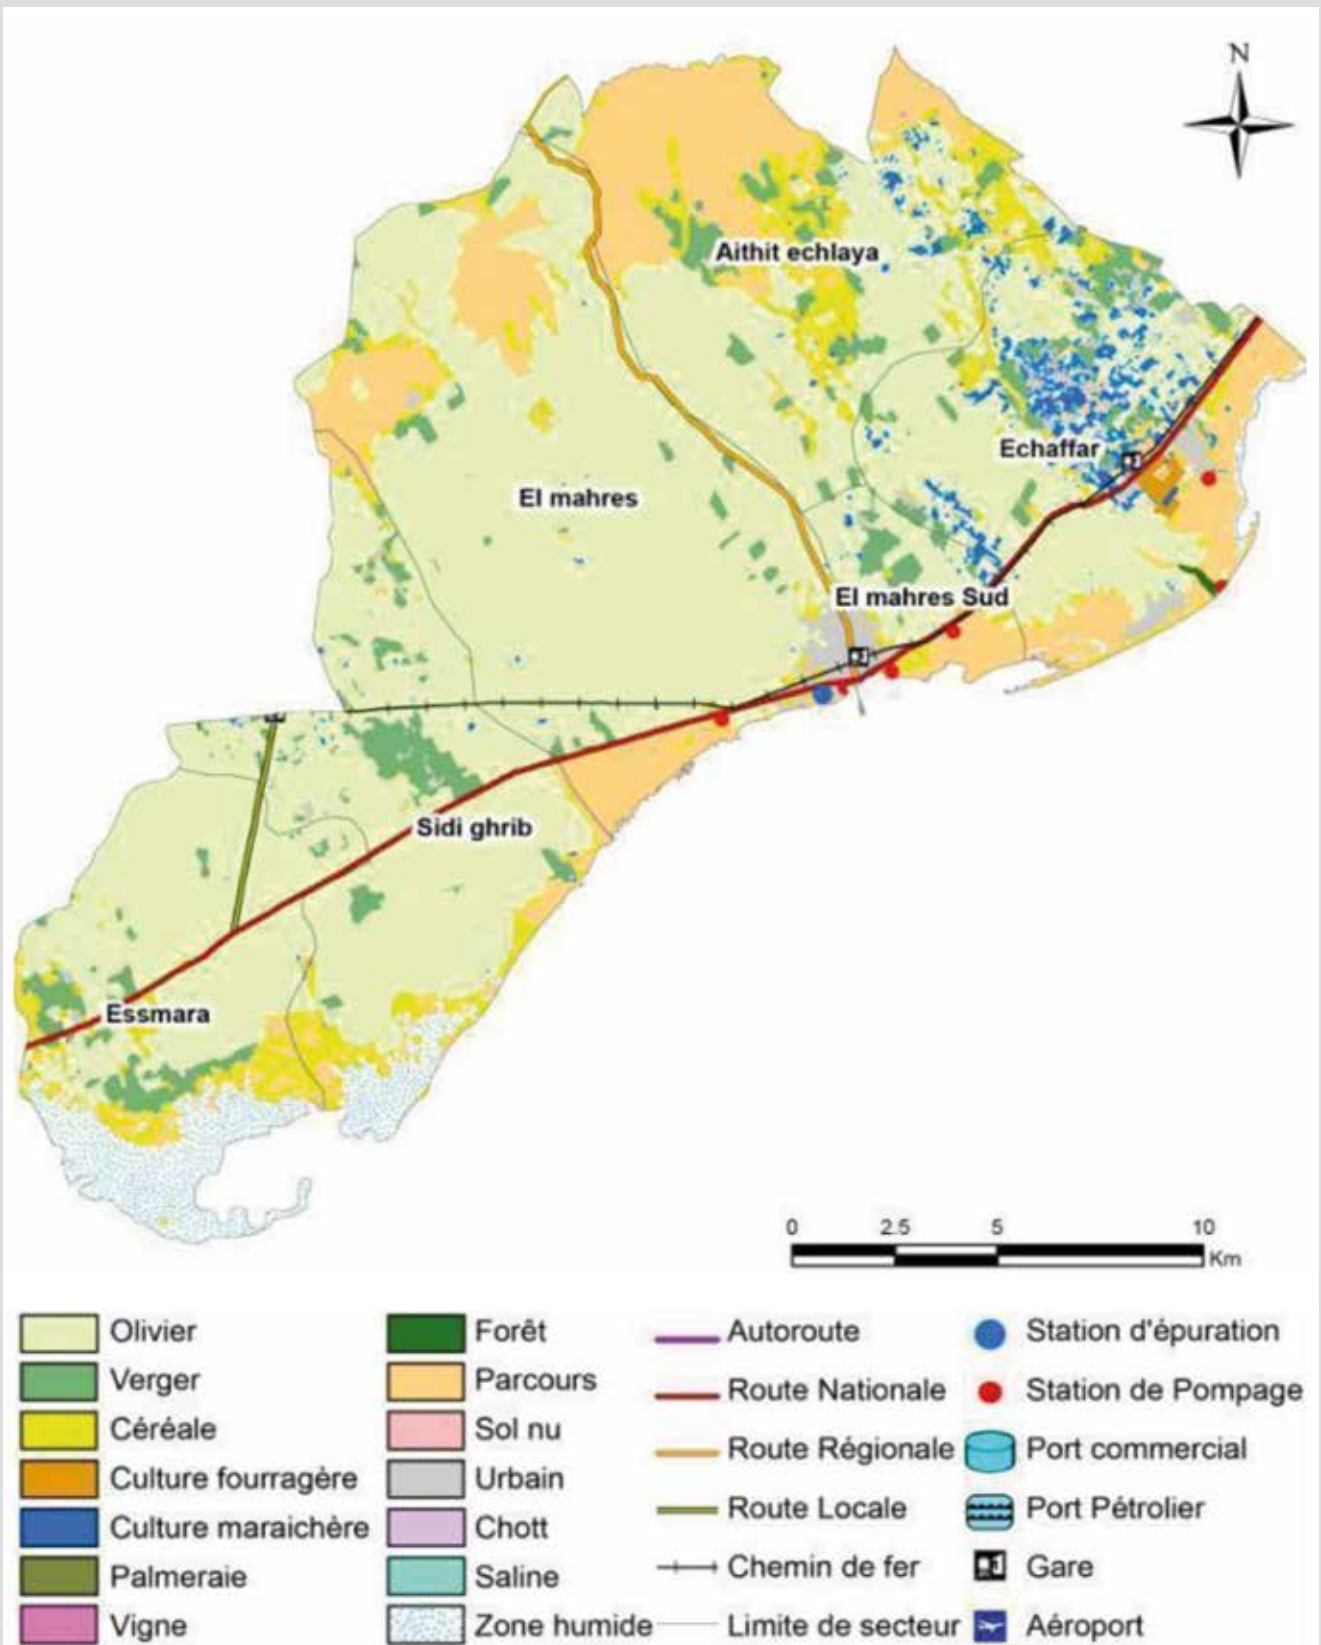 N
Aithit echlaya
Echaffar
El mahres
El mahres Sud
Sidi ghrib
Essmara
0 2.5 5 10
Km
Olivier
Verger
Céréale
Culture fourragère
Culture maraichère
Palmeraie
Vigne
Forêt
Parcours
Sol nu
Urbain
Chott
Saline
Zone humide
Autoroute
Route Nationale
Route Régionale
Route Locale
Chemin de fer
Limite de secteur
Station d'épuration
Station de Pompage
Port commercial
Port Pétrolier
Gare
Aéroport